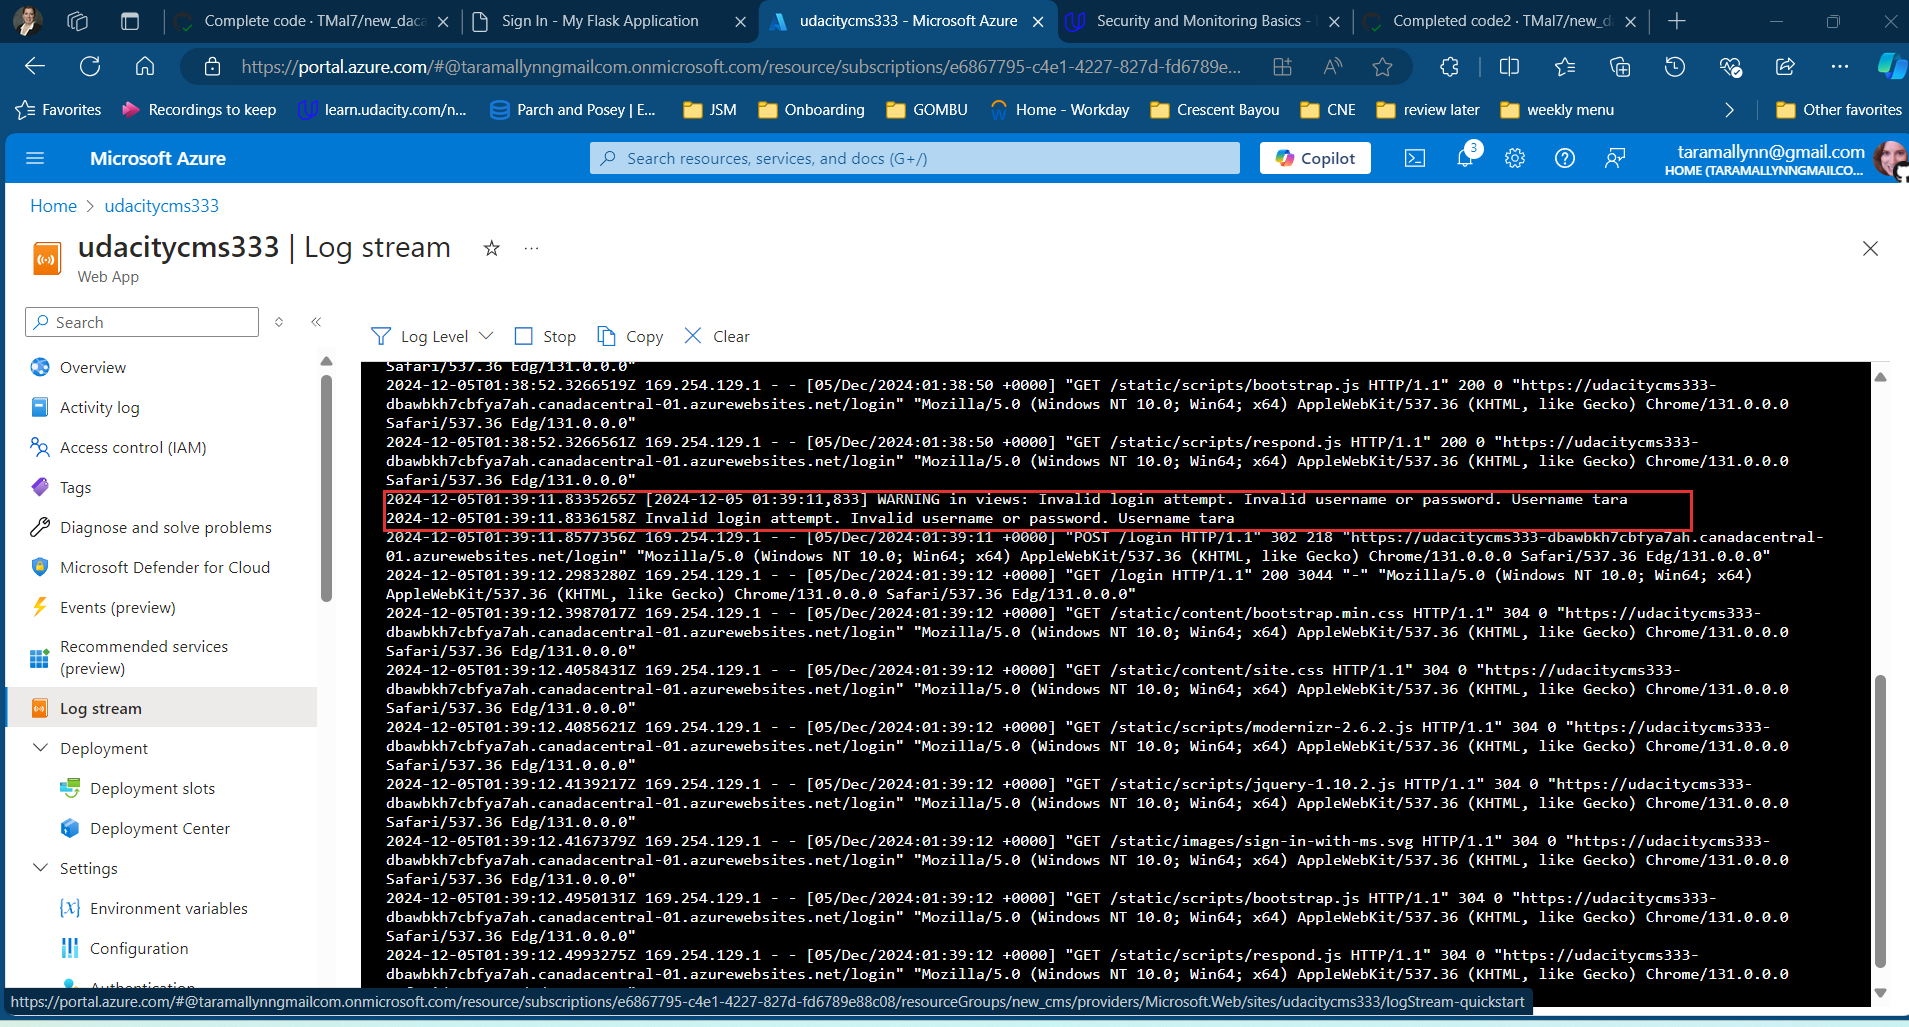 Complete code · TMal7/new_daca
Sign In - My Flask Application
udacitycms333 - Microsoft Azure
Security and Monitoring Basics -
Completed code2 · TMal7/new_d
https://portal.azure.com/#@taramallynngmailcom.onmicrosoft.com/resource/subscriptions/e6867795-c4e1-4227-827d-fd6789e...
Favorites
Recordings to keep
learn.udacity.com/n...
Parch and Posey | E...
JSM
Onboarding
GOMBU
Home - Workday
Crescent Bayou
CNE
review later
weekly menu
Other favorites
Microsoft Azure
Search resources, services, and docs (G+/)
Copilot
3
taramallynn@gmail.com
HOME (TARAMALLYNNGMAILCO...
Home > udacitycms333
udacitycms333 | Log stream
Web App
Search
Log Level
Stop
Copy
Clear
Overview
Activity log
Access control (IAM)
Tags
Diagnose and solve problems
Microsoft Defender for Cloud
Events (preview)
Recommended services
(preview)
Log stream
Deployment
Deployment slots
Deployment Center
Settings
Environment variables
Configuration
Authentication
Safari/537.36 Edg/131.0.0.0"
2024-12-05T01:38:52.3266519Z 169.254.129.1 - - [05/Dec/2024:01:38:50 +0000] "GET /static/scripts/bootstrap.js HTTP/1.1" 200 0 "https://udacitycms333-
dbawbkh7cbfya7ah.canadacentral-01.azurewebsites.net/login" "Mozilla/5.0 (Windows NT 10.0; Win64; x64) AppleWebKit/537.36 (KHTML, like Gecko) Chrome/131.0.0.0
Safari/537.36 Edg/131.0.0.0"
2024-12-05T01:38:52.3266561Z 169.254.129.1 - - [05/Dec/2024:01:38:50 +0000] "GET /static/scripts/respond.js HTTP/1.1" 200 0 "https://udacitycms333-
dbawbkh7cbfya7ah.canadacentral-01.azurewebsites.net/login" "Mozilla/5.0 (Windows NT 10.0; Win64; x64) AppleWebKit/537.36 (KHTML, like Gecko) Chrome/131.0.0.0
Safari/537.36 Edg/131.0.0.0"
2024-12-05T01:39:11.8335265Z [2024-12-05 01:39:11,833] WARNING in views: Invalid login attempt. Invalid username or password. Username tara
2024-12-05T01:39:11.8336158Z Invalid login attempt. Invalid username or password. Username tara
2024-12-05T01:39:11.8577356Z 169.254.129.1 - - [05/Dec/2024:01:39:11 +0000] "POST /login HTTP/1.1" 302 218 "https://udacitycms333-dbawbkh7cbfya7ah.canadacentral-
01.azurewebsites.net/login" "Mozilla/5.0 (Windows NT 10.0; Win64; x64) AppleWebKit/537.36 (KHTML, like Gecko) Chrome/131.0.0.0 Safari/537.36 Edg/131.0.0.0"
2024-12-05T01:39:12.2983280Z 169.254.129.1 - - [05/Dec/2024:01:39:12 +0000] "GET /login HTTP/1.1" 200 3044 "-" "Mozilla/5.0 (Windows NT 10.0; Win64; x64)
AppleWebKit/537.36 (KHTML, like Gecko) Chrome/131.0.0.0 Safari/537.36 Edg/131.0.0.0"
2024-12-05T01:39:12.3987017Z 169.254.129.1 - - [05/Dec/2024:01:39:12 +0000] "GET /static/content/bootstrap.min.css HTTP/1.1" 304 0 "https://udacitycms333-
dbawbkh7cbfya7ah.canadacentral-01.azurewebsites.net/login" "Mozilla/5.0 (Windows NT 10.0; Win64; x64) AppleWebKit/537.36 (KHTML, like Gecko) Chrome/131.0.0.0
Safari/537.36 Edg/131.0.0.0"
2024-12-05T01:39:12.4058431Z 169.254.129.1 - - [05/Dec/2024:01:39:12 +0000] "GET /static/content/site.css HTTP/1.1" 304 0 "https://udacitycms333-
dbawbkh7cbfya7ah.canadacentral-01.azurewebsites.net/login" "Mozilla/5.0 (Windows NT 10.0; Win64; x64) AppleWebKit/537.36 (KHTML, like Gecko) Chrome/131.0.0.0
Safari/537.36 Edg/131.0.0.0"
2024-12-05T01:39:12.4085621Z 169.254.129.1 - - [05/Dec/2024:01:39:12 +0000] "GET /static/scripts/modernizr-2.6.2.js HTTP/1.1" 304 0 "https://udacitycms333-
dbawbkh7cbfya7ah.canadacentral-01.azurewebsites.net/login" "Mozilla/5.0 (Windows NT 10.0; Win64; x64) AppleWebKit/537.36 (KHTML, like Gecko) Chrome/131.0.0.0
Safari/537.36 Edg/131.0.0.0"
2024-12-05T01:39:12.4139217Z 169.254.129.1 - - [05/Dec/2024:01:39:12 +0000] "GET /static/scripts/jquery-1.10.2.js HTTP/1.1" 304 0 "https://udacitycms333-
dbawbkh7cbfya7ah.canadacentral-01.azurewebsites.net/login" "Mozilla/5.0 (Windows NT 10.0; Win64; x64) AppleWebKit/537.36 (KHTML, like Gecko) Chrome/131.0.0.0
Safari/537.36 Edg/131.0.0.0"
2024-12-05T01:39:12.4167379Z 169.254.129.1 - - [05/Dec/2024:01:39:12 +0000] "GET /static/images/sign-in-with-ms.svg HTTP/1.1" 304 0 "https://udacitycms333-
dbawbkh7cbfya7ah.canadacentral-01.azurewebsites.net/login" "Mozilla/5.0 (Windows NT 10.0; Win64; x64) AppleWebKit/537.36 (KHTML, like Gecko) Chrome/131.0.0.0
Safari/537.36 Edg/131.0.0.0"
2024-12-05T01:39:12.4950131Z 169.254.129.1 - - [05/Dec/2024:01:39:12 +0000] "GET /static/scripts/bootstrap.js HTTP/1.1" 304 0 "https://udacitycms333-
dbawbkh7cbfya7ah.canadacentral-01.azurewebsites.net/login" "Mozilla/5.0 (Windows NT 10.0; Win64; x64) AppleWebKit/537.36 (KHTML, like Gecko) Chrome/131.0.0.0
Safari/537.36 Edg/131.0.0.0"
2024-12-05T01:39:12.4993275Z 169.254.129.1 - - [05/Dec/2024:01:39:12 +0000] "GET /static/scripts/respond.js HTTP/1.1" 304 0 "https://udacitycms333-
dbawbkh7cbfya7ah.canadacentral-01.azurewebsites.net/login" "Mozilla/5.0 (Windows NT 10.0; Win64; x64) AppleWebKit/537.36 (KHTML, like Gecko) Chrome/131.0.0.0
https://portal.azure.com/#@taramallynngmailcom.onmicrosoft.com/resource/subscriptions/e6867795-c4e1-4227-827d-fd6789e88c08/resourceGroups/new_cms/providers/Microsoft.Web/sites/udacitycms333/logStream-quickstart